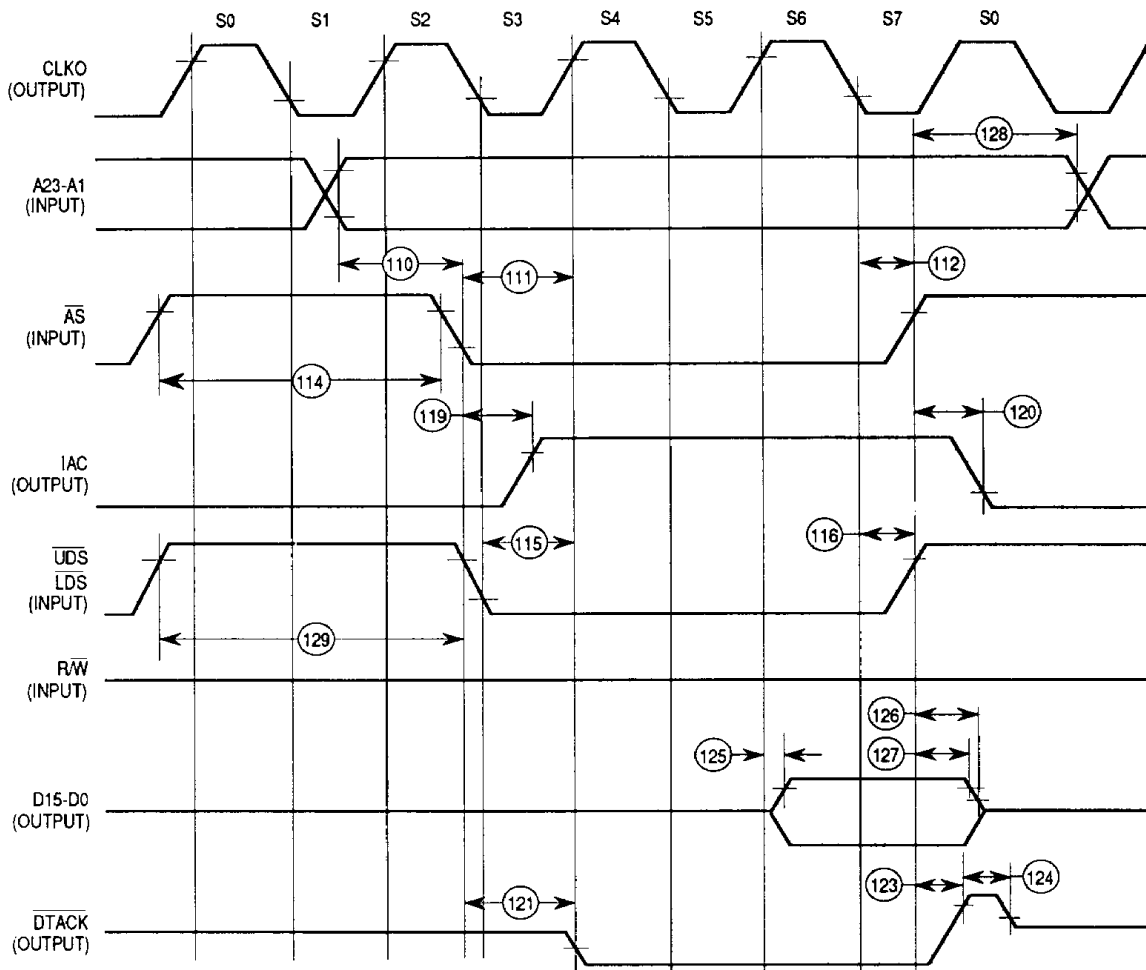 S0 S1 S2 S3 S4 S5 S6 S7 S0
CLKO
(OUTPUT)
128
A23-A1
(INPUT)
110
111
112
AS
(INPUT)
114
119
120
IAC
(OUTPUT)
115
116
UDS
LDS
(INPUT)
129
R/W
(INPUT)
126
125
127
D15-D0
(OUTPUT)
123
124
121
DTACK
(OUTPUT)